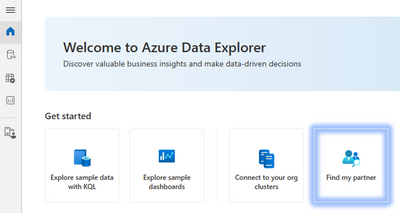 Welcome to Azure Data Explorer
Discover valuable business insights and make data-driven decisions
Get started
Explore sample data
with KQL
Explore sample
dashboards
Connect to your org
clusters
Find my partner